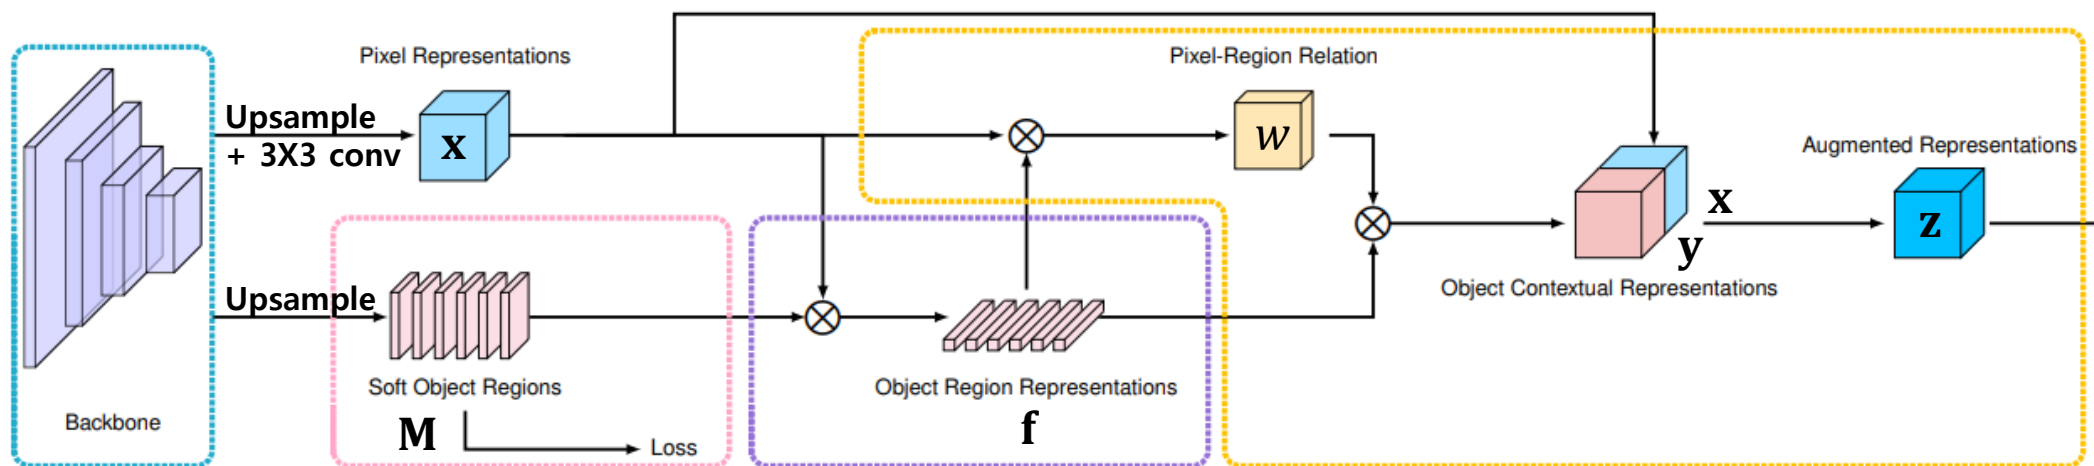 Pixel Representations
Pixel-Region Relation
Upsample
+ 3X3 conv
x
w
Augmented Representations
x
y
z
Upsample
Object Contextual Representations
Soft Object Regions
Object Region Representations
Backbone
M
Loss
f